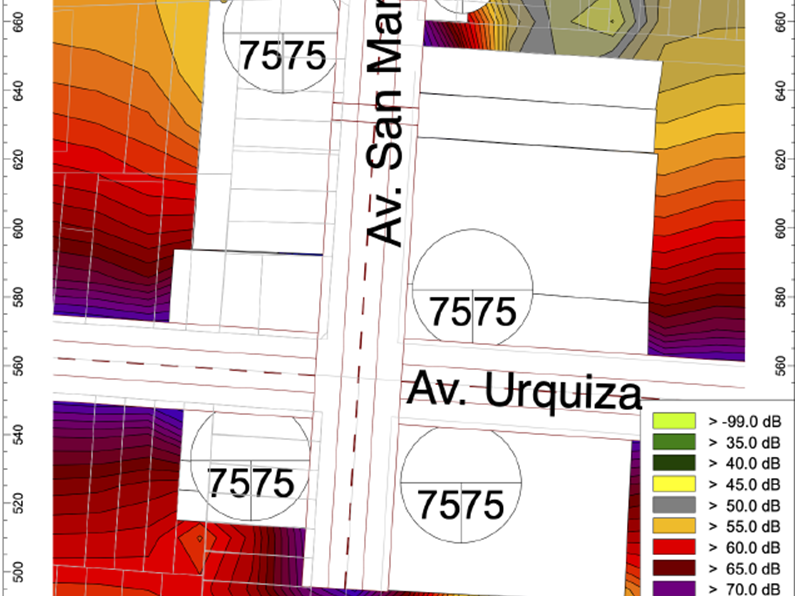 660
640
620
600
580
560
540
520
500
7575
Av. San Mar
7575
Av. Urquiza
7575
7575
660
640
620
600
580
560
> -99.0 dB
> 35.0 dB
> 40.0 dB
> 45.0 dB
> 50.0 dB
> 55.0 dB
> 60.0 dB
> 65.0 dB
> 70.0 dB